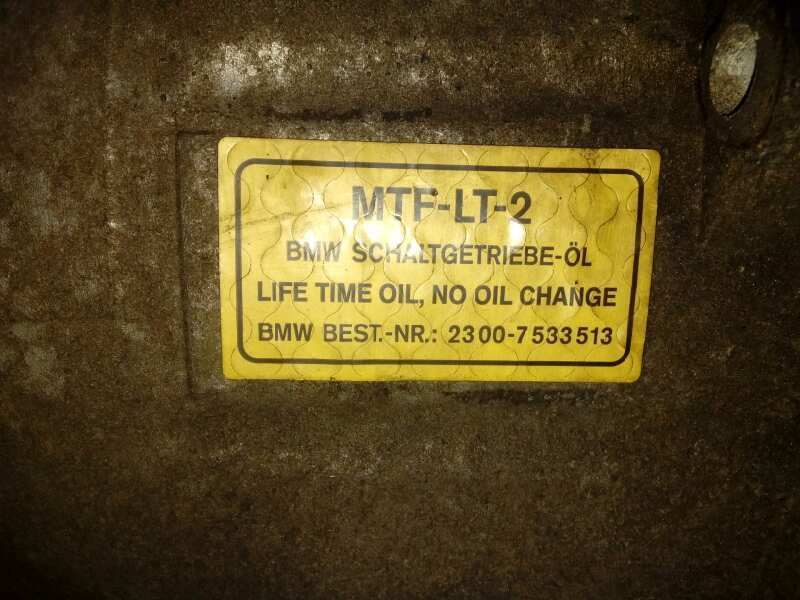 MTF-LT-2
BMW SCHALTGETRIEBE-ÖL
LIFE TIME OIL, NO OIL CHANGE
BMW BEST.-NR.: 2300-7533513